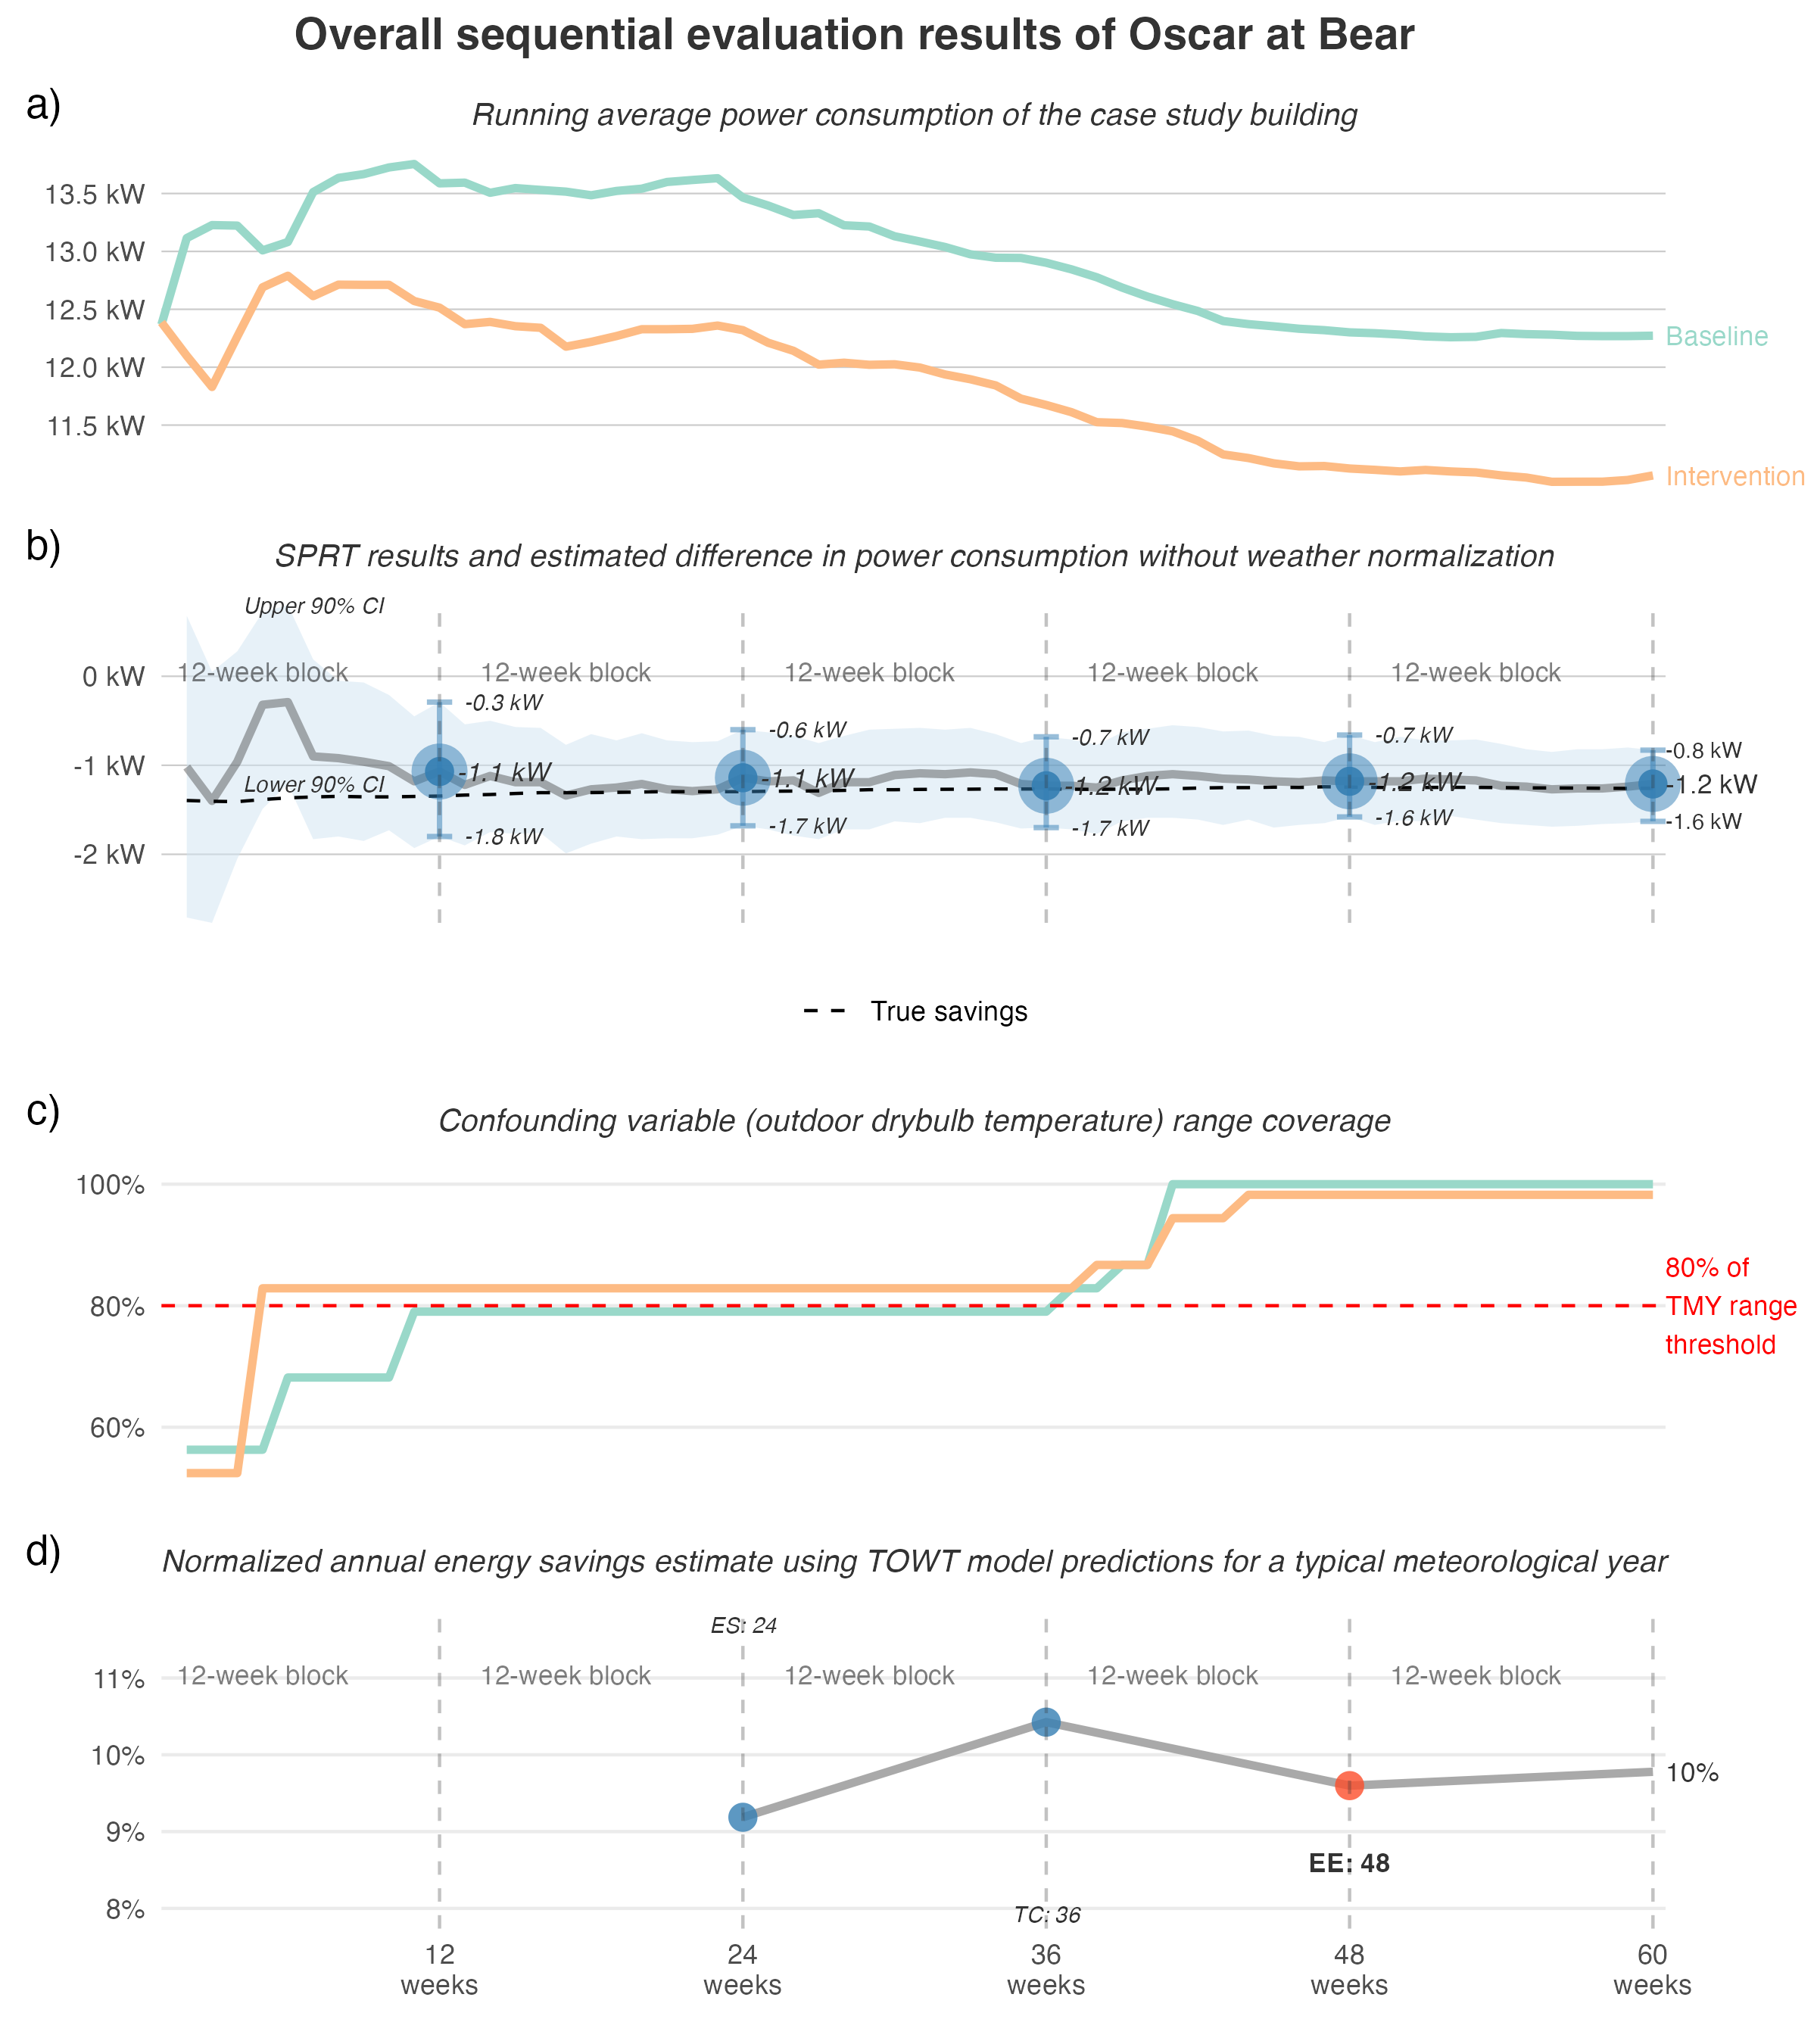 Overall sequential evaluation results of Oscar at Bear
a)
Running average power consumption of the case study building
13.5 kW
13.0 kW
12.5 kW
12.0 kW
11.5 kW
Baseline
Intervention
b)
SPRT results and estimated difference in power consumption without weather normalization
Upper 90% CI
12-week block
12-week block
12-week block
12-week block
12-week block
0 kW
-1 kW
-2 kW
-0.3 kW
-0.6 kW
-0.7 kW
-0.7 kW
-0.8 kW
Lower 90% CI
-1.1 kW
-1.1 kW
-1.2 kW
-1.2 kW
-1.2 kW
-1.8 kW
-1.7 kW
-1.7 kW
-1.6 kW
-1.6 kW
True savings
c)
Confounding variable (outdoor drybulb temperature) range coverage
100%
80%
60%
80% of
TMY range
threshold
d)
Normalized annual energy savings estimate using TOWT model predictions for a typical meteorological year
ES: 24
12-week block
12-week block
12-week block
12-week block
12-week block
11%
10%
9%
8%
10%
EE: 48
TC: 36
12
weeks
24
weeks
36
weeks
48
weeks
60
weeks